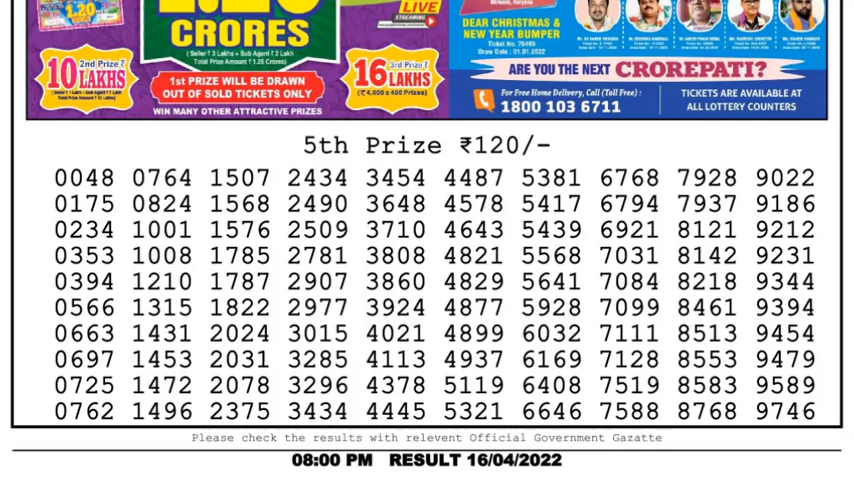 1.20
CRORES
(Seller ₹ 3 Lakhs + Sub Agent ₹ 2 Lakh
Total Prize Amount ₹ 1.25 Crores)
2nd Prize ₹
10 LAKHS
1st PRIZE WILL BE DRAWN
OUT OF SOLD TICKETS ONLY
WIN MANY OTHER ATTRACTIVE PRIZES
LIVE
STREAMING
3rd Prize ₹
16 LAKHS
(₹ 4,000 x 400 Prizes)
DEAR CHRISTMAS &
NEW YEAR BUMPER
Ticket No. 76465
Draw Date : 01.01.2022
ARE YOU THE NEXT CROREPATI?
For Free Home Delivery, Call (Toll Free) :
1800 103 6711
TICKETS ARE AVAILABLE AT
ALL LOTTERY COUNTERS
5th Prize ₹120/-
0048 0764 1507 2434 3454 4487 5381 6768 7928 9022
0175 0824 1568 2490 3648 4578 5417 6794 7937 9186
0234 1001 1576 2509 3710 4643 5439 6921 8121 9212
0353 1008 1785 2781 3808 4821 5568 7031 8142 9231
0394 1210 1787 2907 3860 4829 5641 7084 8218 9344
0566 1315 1822 2977 3924 4877 5928 7099 8461 9394
0663 1431 2024 3015 4021 4899 6032 7111 8513 9454
0697 1453 2031 3285 4113 4937 6169 7128 8553 9479
0725 1472 2078 3296 4378 5119 6408 7519 8583 9589
0762 1496 2375 3434 4445 5321 6646 7588 8768 9746
Please check the results with relevent Official Government Gazatte
08:00 PM RESULT 16/04/2022